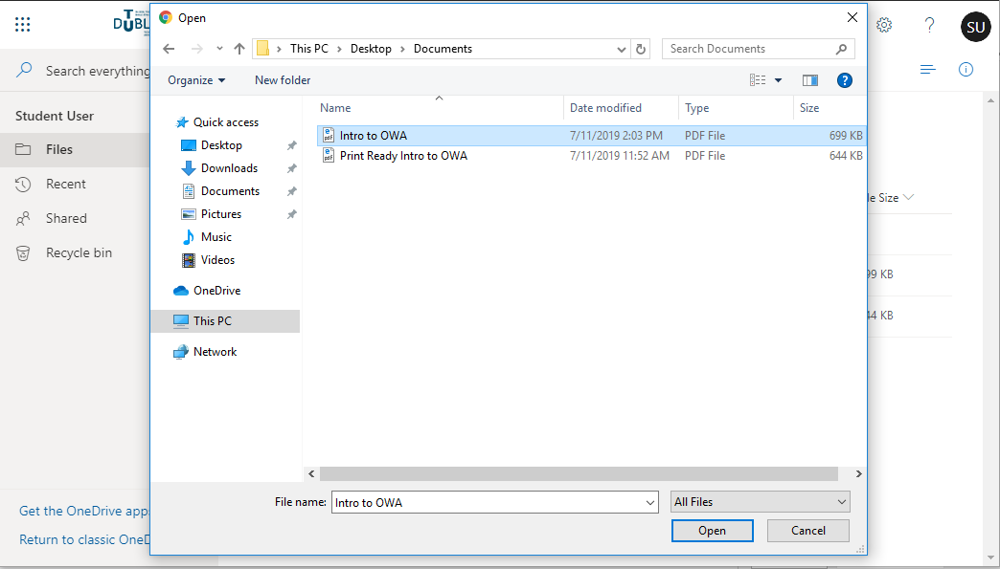 Open
DUBL
SU
This PC > Desktop > Documents
Search Documents
Search everything
Organize
New folder
Student User
Files
Recent
Shared
Recycle bin
Quick access
Desktop
Downloads
Documents
Pictures
Music
Videos
OneDrive
This PC
Network
Name Date modified Type Size
Intro to OWA 7/11/2019 2:03 PM PDF File 699 KB
Print Ready Intro to OWA 7/11/2019 11:52 AM PDF File 644 KB
le Size
99 KB
44 KB
File name: Intro to OWA All Files
Open Cancel
Get the OneDrive apps
Return to classic OneD